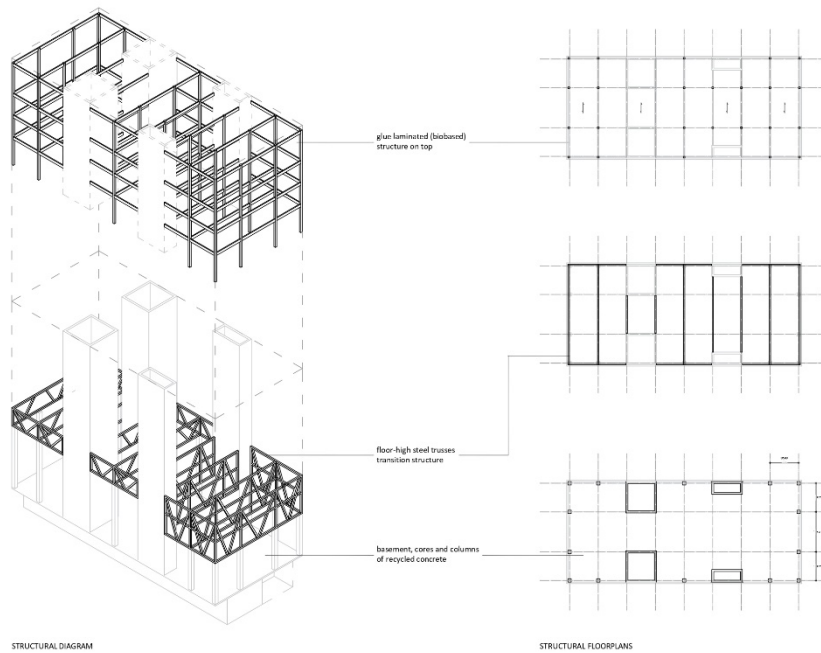 glue laminated (biobased)
structure on top
floor-high steel trusses
transition structure
basement, cores and columns
of recycled concrete
STRUCTURAL DIAGRAM
STRUCTURAL FLOORPLANS